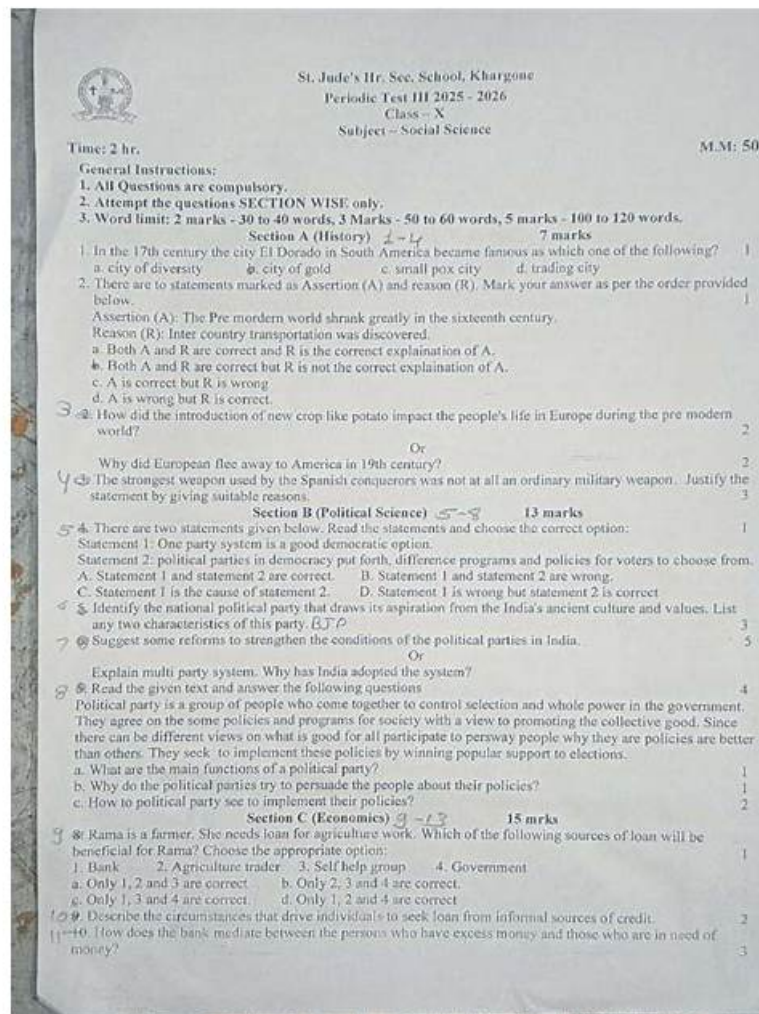 St. Jude's Hr. Sec. School, Khargone
Periodic Test III 2025 - 2026
Class – X
Subject – Social Science
Time: 2 hr. M.M: 50
General Instructions:
1. All Questions are compulsory.
2. Attempt the questions SECTION WISE only.
3. Word limit: 2 marks - 30 to 40 words, 3 Marks - 50 to 60 words, 5 marks - 100 to 120 words.
Section A (History) 1-4 7 marks
1. In the 17th century the city El Dorado in South America became famous as which one of the following? 1
a. city of diversity b. city of gold c. small pox city d. trading city
2. There are to statements marked as Assertion (A) and reason (R). Mark your answer as per the order provided
below. 1
Assertion (A): The Pre mordern world shrank greatly in the sixteenth century.
Reason (R): Inter country transportation was discovered.
a. Both A and R are correct and R is the correnct explaination of A.
b. Both A and R are correct but R is not the correct explaination of A.
c. A is correct but R is wrong
d. A is wrong but R is correct.
3 2. How did the introduction of new crop like potato impact the people's life in Europe during the pre modern
world? 2
Or
Why did European flee away to America in 19th century? 2
4 3. The strongest weapon used by the Spanish conquerors was not at all an ordinary military weapon. Justify the
statement by giving suitable reasons. 3
Section B (Political Science) 5-8 13 marks
5 4. There are two statements given below. Read the statements and choose the correct option: 1
Statement 1: One party system is a good democratic option.
Statement 2: political parties in democracy put forth, difference programs and policies for voters to choose from.
A. Statement 1 and statement 2 are correct. B. Statement 1 and statement 2 are wrong.
C. Statement 1 is the cause of statement 2. D. Statement 1 is wrong but statement 2 is correct
5. Identify the national political party that draws its aspiration from the India's ancient culture and values. List
any two characteristics of this party. BJP 3
7 Suggest some reforms to strengthen the conditions of the political parties in India. 5
Or
Explain multi party system. Why has India adopted the system?
8 Read the given text and answer the following questions 4
Political party is a group of people who come together to control selection and whole power in the government.
They agree on the some policies and programs for society with a view to promoting the collective good. Since
there can be different views on what is good for all participate to persway people why they are policies are better
than others. They seek to implement these policies by winning popular support to elections.
a. What are the main functions of a political party? 1
b. Why do the political parties try to persuade the people about their policies? 1
c. How to political party see to implement their policies? 2
Section C (Economics) 9-13 15 mrks
9 8. Rama is a farmer. She needs loan for agriculture work. Which of the following sources of loan will be
beneficial for Rama? Choose the appropriate option: 1
1. Bank 2. Agriculture trader 3. Self help group 4. Government
a. Only 1, 2 and 3 are correct b. Only 2, 3 and 4 are correct.
c. Only 1, 3 and 4 are correct. d. Only 1, 2 and 4 are correct
10 9. Describe the circumstances that drive individuals to seek loan from informal sources of credit. 2
11 10. How does the bank mediate between the persons who have excess money and those who are in need of
money? 3